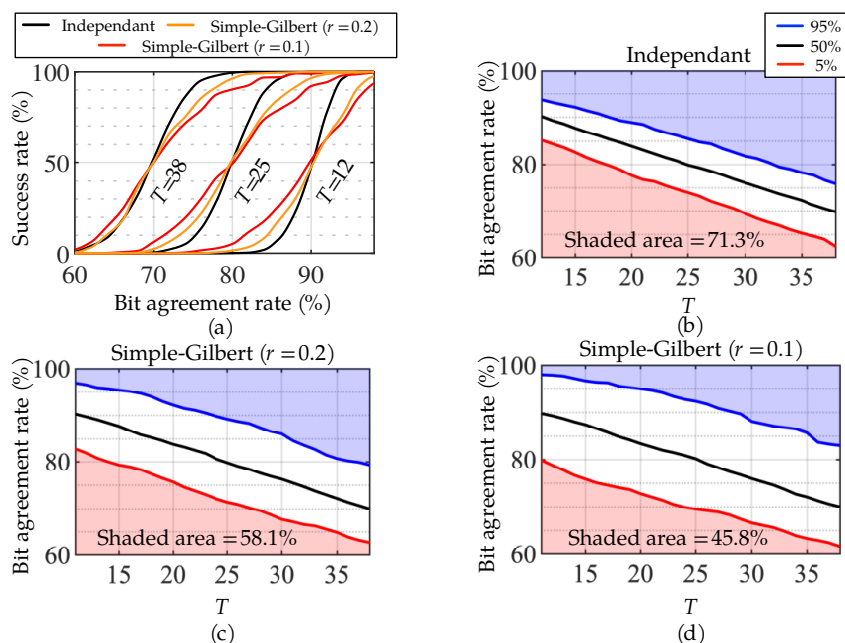 Independant
Simple-Gilbert (r=0.2)
Simple-Gilbert (r=0.1)
Success rate (%)
100
50
0
T=38
T=25
T=12
60 70 80 90
Bit agreement rate (%)
(a)
95%
50%
5%
Independant
Bit agreement rate (%)
100
80
60
Shaded area = 71.3%
15 20 25 30 35
T
(b)
Simple-Gilbert (r=0.2)
Bit agreement rate (%)
100
80
60
Shaded area = 58.1%
15 20 25 30 35
T
(c)
Simple-Gilbert (r=0.1)
Bit agreement rate (%)
100
80
60
Shaded area = 45.8%
15 20 25 30 35
T
(d)